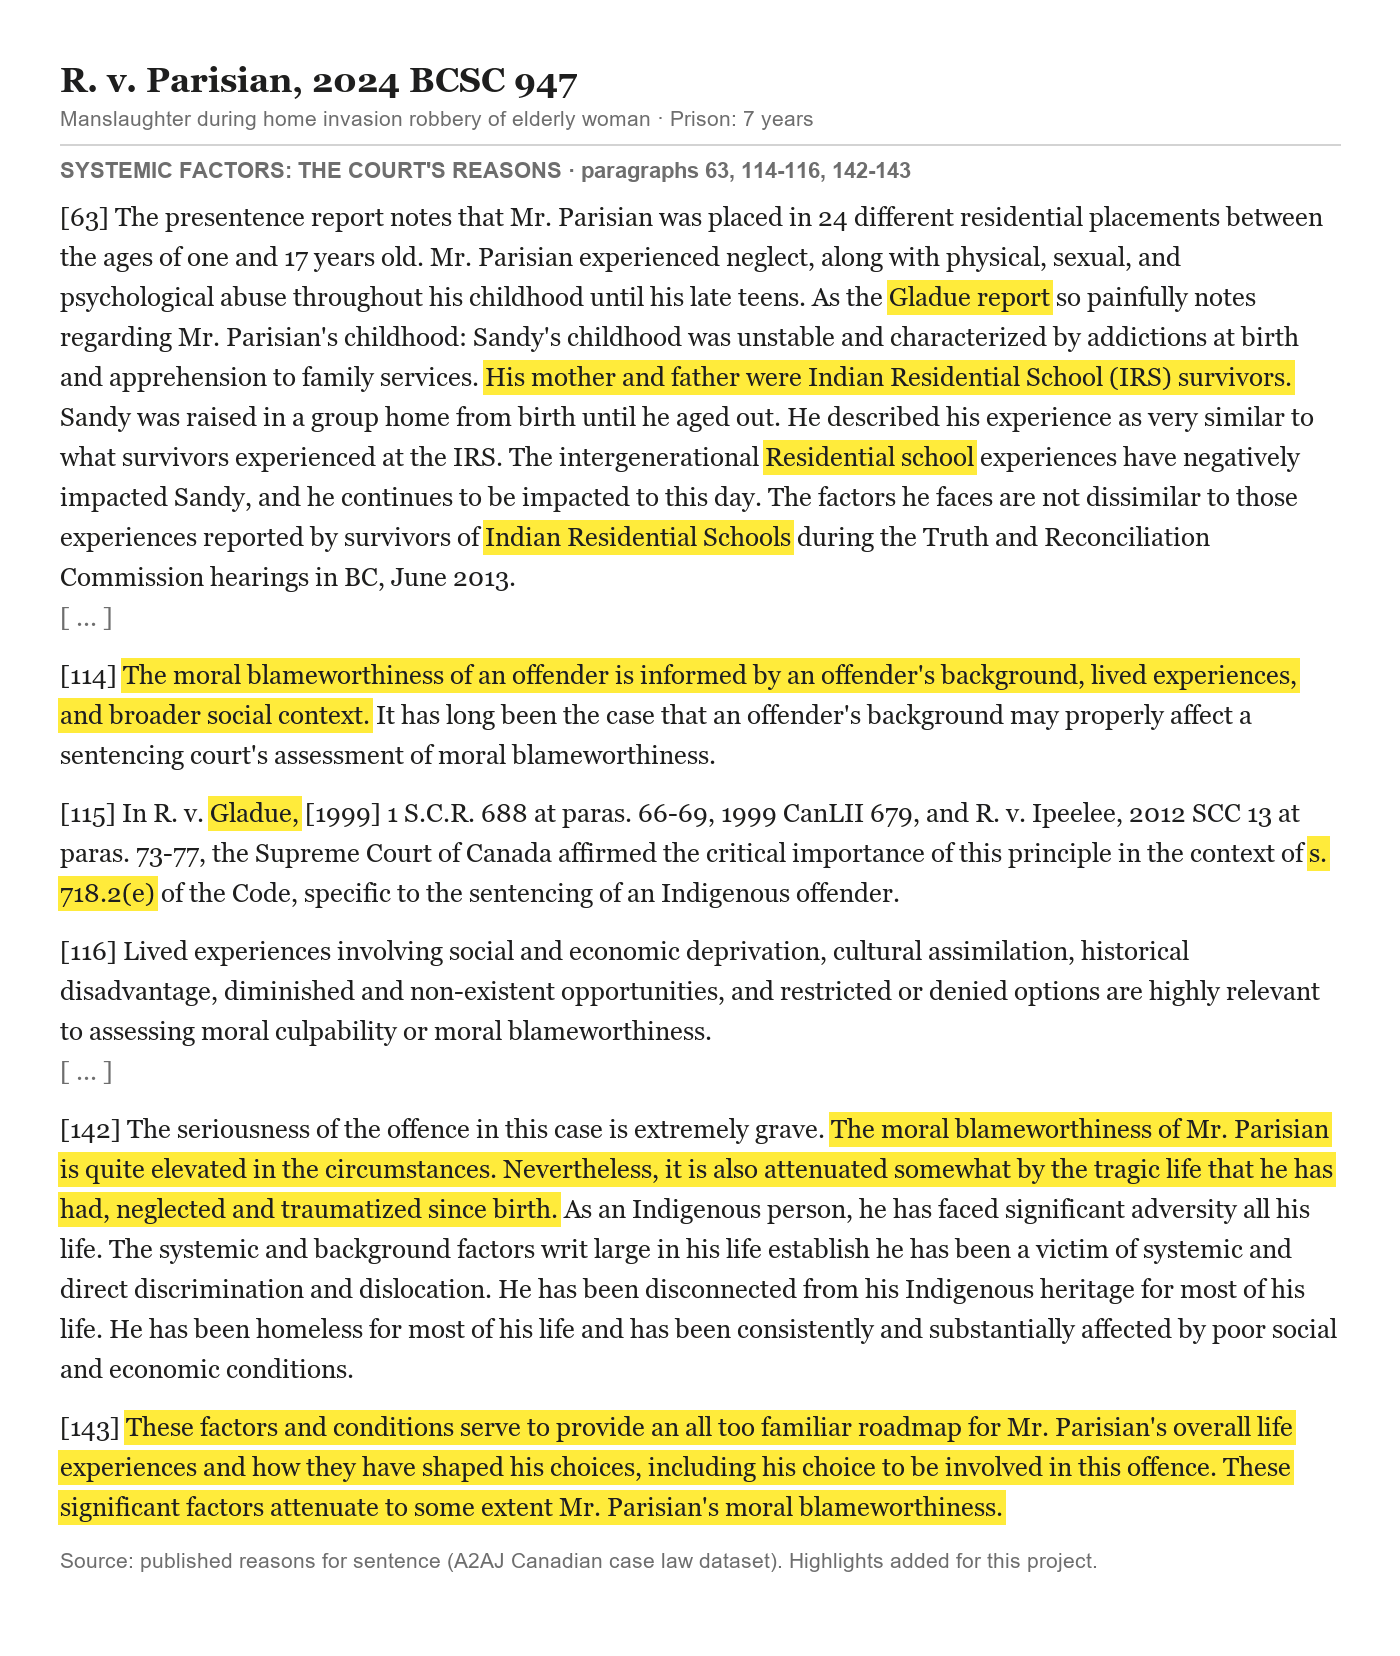 R. v. Parisian, 2024 BCSC 947
Manslaughter during home invasion robbery of elderly woman · Prison: 7 years
SYSTEMIC FACTORS: THE COURT'S REASONS · paragraphs 63, 114-116, 142-143
[63] The presentence report notes that Mr. Parisian was placed in 24 different residential placements between
the ages of one and 17 years old. Mr. Parisian experienced neglect, along with physical, sexual, and
psychological abuse throughout his childhood until his late teens. As the Gladue report so painfully notes
regarding Mr. Parisian's childhood: Sandy's childhood was unstable and characterized by addictions at birth
and apprehension to family services. His mother and father were Indian Residential School (IRS) survivors.
Sandy was raised in a group home from birth until he aged out. He described his experience as very similar to
what survivors experienced at the IRS. The intergenerational Residential school experiences have negatively
impacted Sandy, and he continues to be impacted to this day. The factors he faces are not dissimilar to those
experiences reported by survivors of Indian Residential Schools during the Truth and Reconciliation
Commission hearings in BC, June 2013.
[ ... ]
[114] The moral blameworthiness of an offender is informed by an offender's background, lived experiences,
and broader social context. It has long been the case that an offender's background may properly affect a
sentencing court's assessment of moral blameworthiness.
[115] In R. v. Gladue, [1999] 1 S.C.R. 688 at paras. 66-69, 1999 CanLII 679, and R. v. Ipeelee, 2012 SCC 13 at
paras. 73-77, the Supreme Court of Canada affirmed the critical importance of this principle in the context of s.
718.2(e) of the Code, specific to the sentencing of an Indigenous offender.
[116] Lived experiences involving social and economic deprivation, cultural assimilation, historical
disadvantage, diminished and non-existent opportunities, and restricted or denied options are highly relevant
to assessing moral culpability or moral blameworthiness.
[ ... ]
[142] The seriousness of the offence in this case is extremely grave. The moral blameworthiness of Mr. Parisian
is quite elevated in the circumstances. Nevertheless, it is also attenuated somewhat by the tragic life that he has
had, neglected and traumatized since birth. As an Indigenous person, he has faced significant adversity all his
life. The systemic and background factors writ large in his life establish he has been a victim of systemic and
direct discrimination and dislocation. He has been disconnected from his Indigenous heritage for most of his
life. He has been homeless for most of his life and has been consistently and substantially affected by poor social
and economic conditions.
[143] These factors and conditions serve to provide an all too familiar roadmap for Mr. Parisian's overall life
experiences and how they have shaped his choices, including his choice to be involved in this offence. These
significant factors attenuate to some extent Mr. Parisian's moral blameworthiness.
Source: published reasons for sentence (A2AJ Canadian case law dataset). Highlights added for this project.